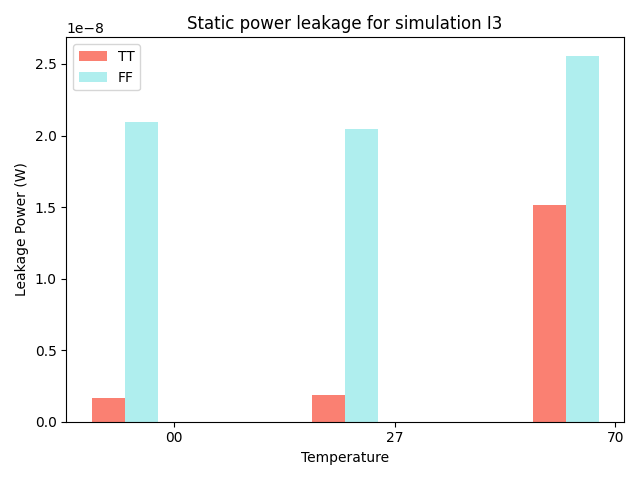 Static power leakage for simulation I3
1e−8
TT
FF
2.5
2.0
1.5
1.0
0.5
0.0
Leakage Power (W)
00 27 70
Temperature